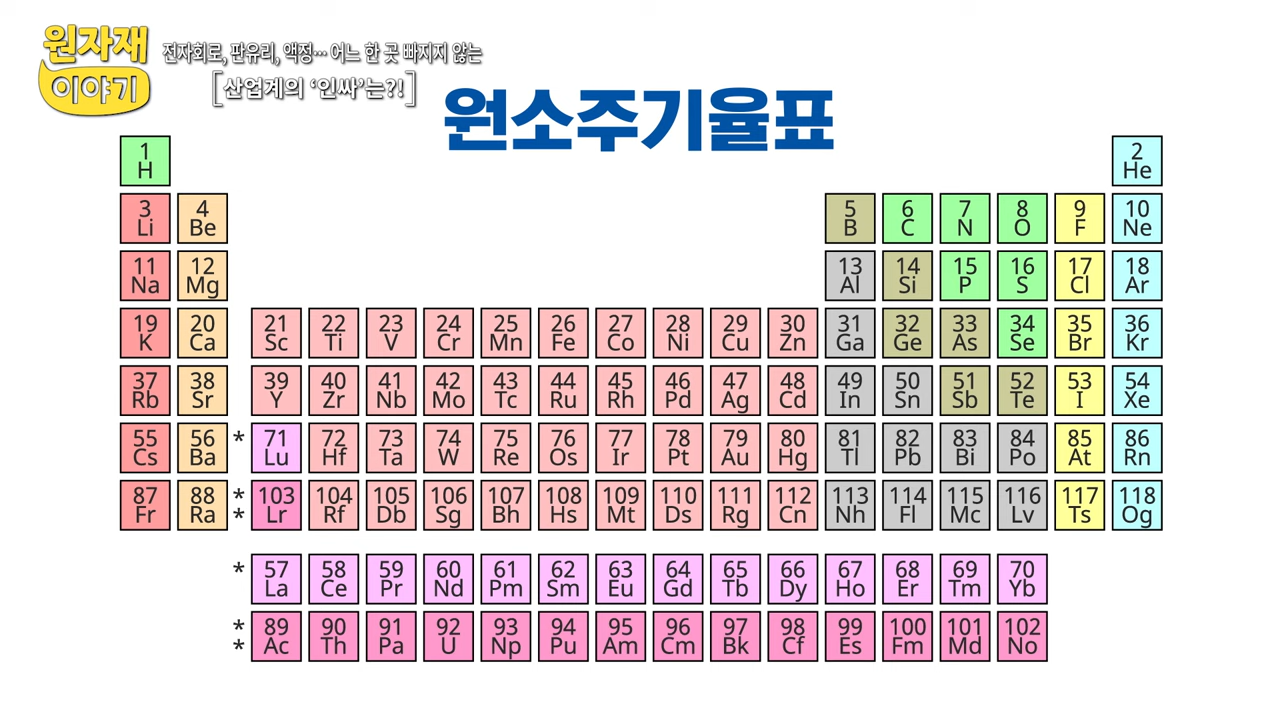 원자재
이야기
전자회로, 판유리, 액정… 어느 한 곳 빠지지 않는
[산업계의 ‘인싸’는?!]
원소주기율표
1 2
H He
3 4 5 6 7 8 9 10
Li Be B C N O F Ne
11 12 13 14 15 16 17 18
Na Mg Al Si P S Cl Ar
19 20 21 22 23 24 25 26 27 28 29 30 31 32 33 34 35 36
K Ca Sc Ti V Cr Mn Fe Co Ni Cu Zn Ga Ge As Se Br Kr
37 38 39 40 41 42 43 44 45 46 47 48 49 50 51 52 53 54
Rb Sr Y Zr Nb Mo Tc Ru Rh Pd Ag Cd In Sn Sb Te I Xe
55 56 * 71 72 73 74 75 76 77 78 79 80 81 82 83 84 85 86
Cs Ba Lu Hf Ta W Re Os Ir Pt Au Hg Tl Pb Bi Po At Rn
87 88 * 103 104 105 106 107 108 109 110 111 112 113 114 115 116 117 118
Fr Ra * Lr Rf Db Sg Bh Hs Mt Ds Rg Cn Nh Fl Mc Lv Ts Og
* 57 58 59 60 61 62 63 64 65 66 67 68 69 70
La Ce Pr Nd Pm Sm Eu Gd Tb Dy Ho Er Tm Yb
* 89 90 91 92 93 94 95 96 97 98 99 100 101 102
* Ac Th Pa U Np Pu Am Cm Bk Cf Es Fm Md No